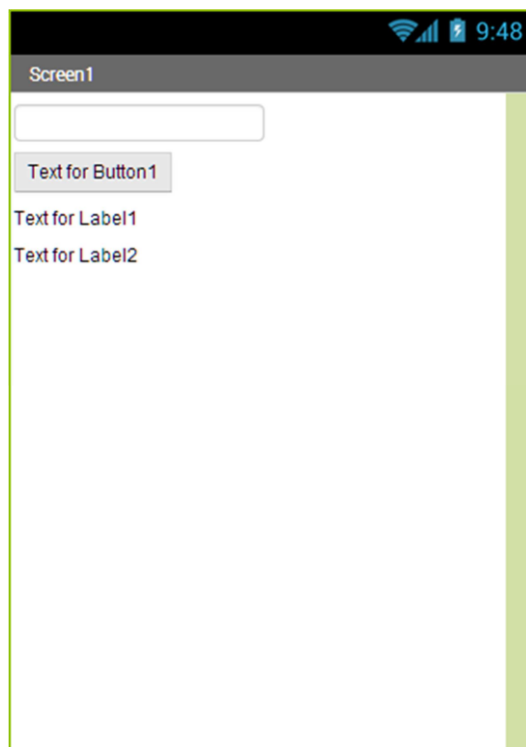 9:48
Screen1
Text for Button1
Text for Label1
Text for Label2